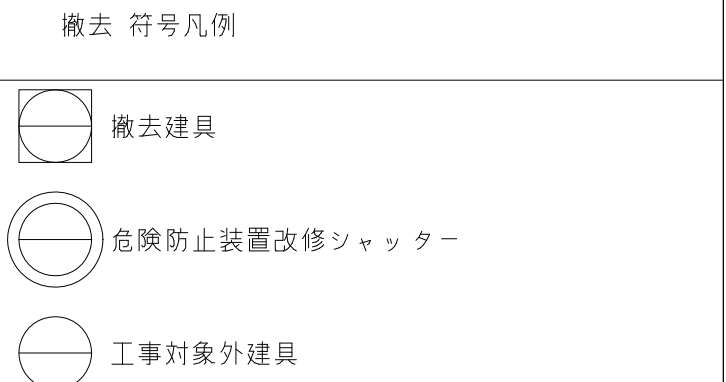 撤去 符号凡例
撤去建具
危険防止装置改修シャッター
工事対象外建具